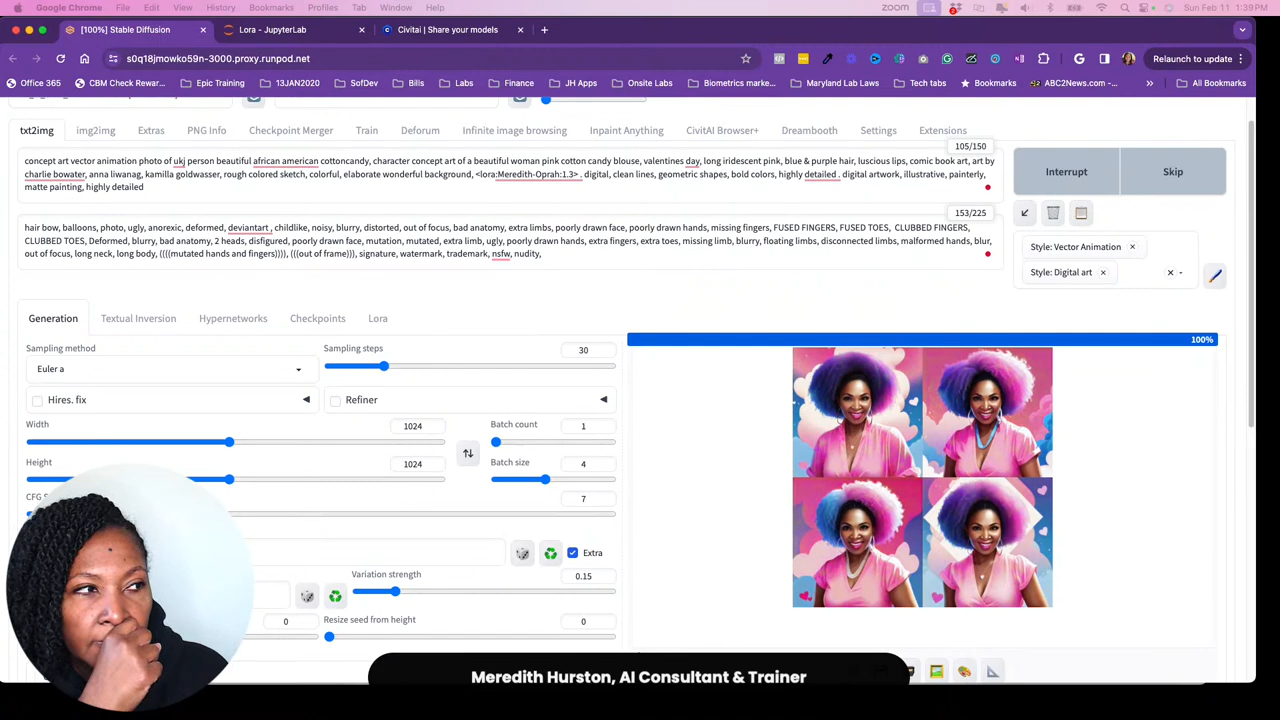 Google Chrome File Edit View History Bookmarks Profiles Tab Window Help zoom 2 Sun Feb 11 1:39 PM
[100%] Stable Diffusion Lora - JupyterLab Civitai | Share your models
s0q18jmowko59n-3000.proxy.runpod.net Relaunch to update
Office 365 CBM Check Rewar... Epic Training 13JAN2020 SofDev Bills Labs Finance JH Apps Onsite Labs Biometrics marke... Maryland Lab Laws Tech tabs Bookmarks ABC2News.com -... » All Bookmarks
txt2img img2img Extras PNG Info Checkpoint Merger Train Deforum Infinite image browsing Inpaint Anything CivitAI Browser+ Dreambooth Settings Extensions
105/150
concept art vector animation photo of ukj person beautiful african american cottoncandy, character concept art of a beautiful woman pink cotton candy blouse, valentines day, long iridescent pink, blue & purple hair, luscious lips, comic book art, art by
charlie bowater, anna liwanag, kamilla goldwasser, rough colored sketch, colorful, elaborate wonderful background, <lora:Meredith-Oprah:1.3> . digital, clean lines, geometric shapes, bold colors, highly detailed . digital artwork, illustrative, painterly,
matte painting, highly detailed
Interrupt Skip
153/225
hair bow, balloons, photo, ugly, anorexic, deformed, deviantart , childlike, noisy, blurry, distorted, out of focus, bad anatomy, extra limbs, poorly drawn face, poorly drawn hands, missing fingers, FUSED FINGERS, FUSED TOES, CLUBBED FINGERS,
CLUBBED TOES, Deformed, blurry, bad anatomy, 2 heads, disfigured, poorly drawn face, mutation, mutated, extra limb, ugly, poorly drawn hands, extra fingers, extra toes, missing limb, blurry, floating limbs, disconnected limbs, malformed hands, blur,
out of focus, long neck, long body, ((((mutated hands and fingers)))), (((out of frame))), signature, watermark, trademark, nsfw, nudity,
Style: Vector Animation ×
Style: Digital art ×
Generation Textual Inversion Hypernetworks Checkpoints Lora
Sampling method Sampling steps 30
Euler a
100%
Hires. fix Refiner
Width 1024 Batch count 1
Height 1024 Batch size 4
CFG 7
Extra
Variation strength 0.15
0 Resize seed from height 0
Meredith Hurston, AI Consultant & Trainer